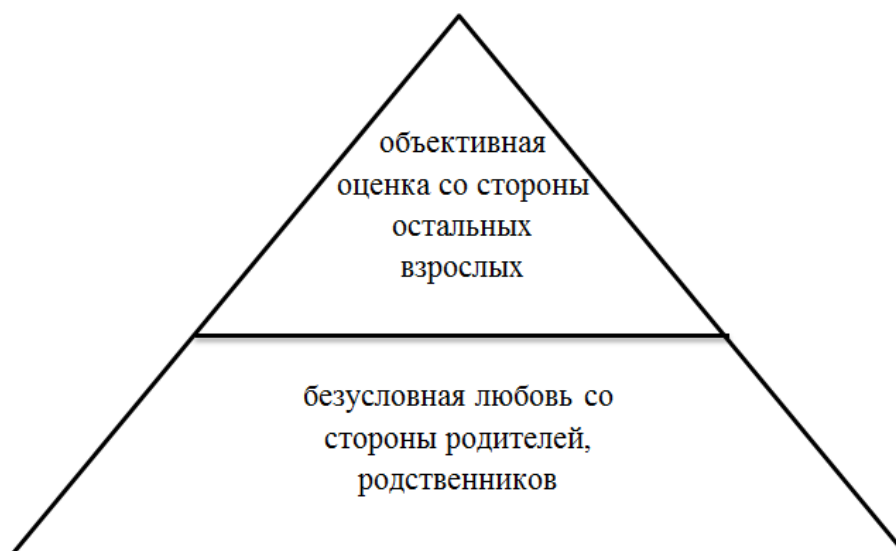 объективная
оценка со стороны
остальных
взрослых
безусловная любовь со
стороны родителей,
родственников